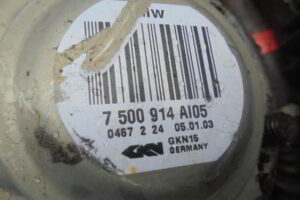 7 500 914 AI05
0467 2 24 05.01.03
GKN GKN15
GERMANY